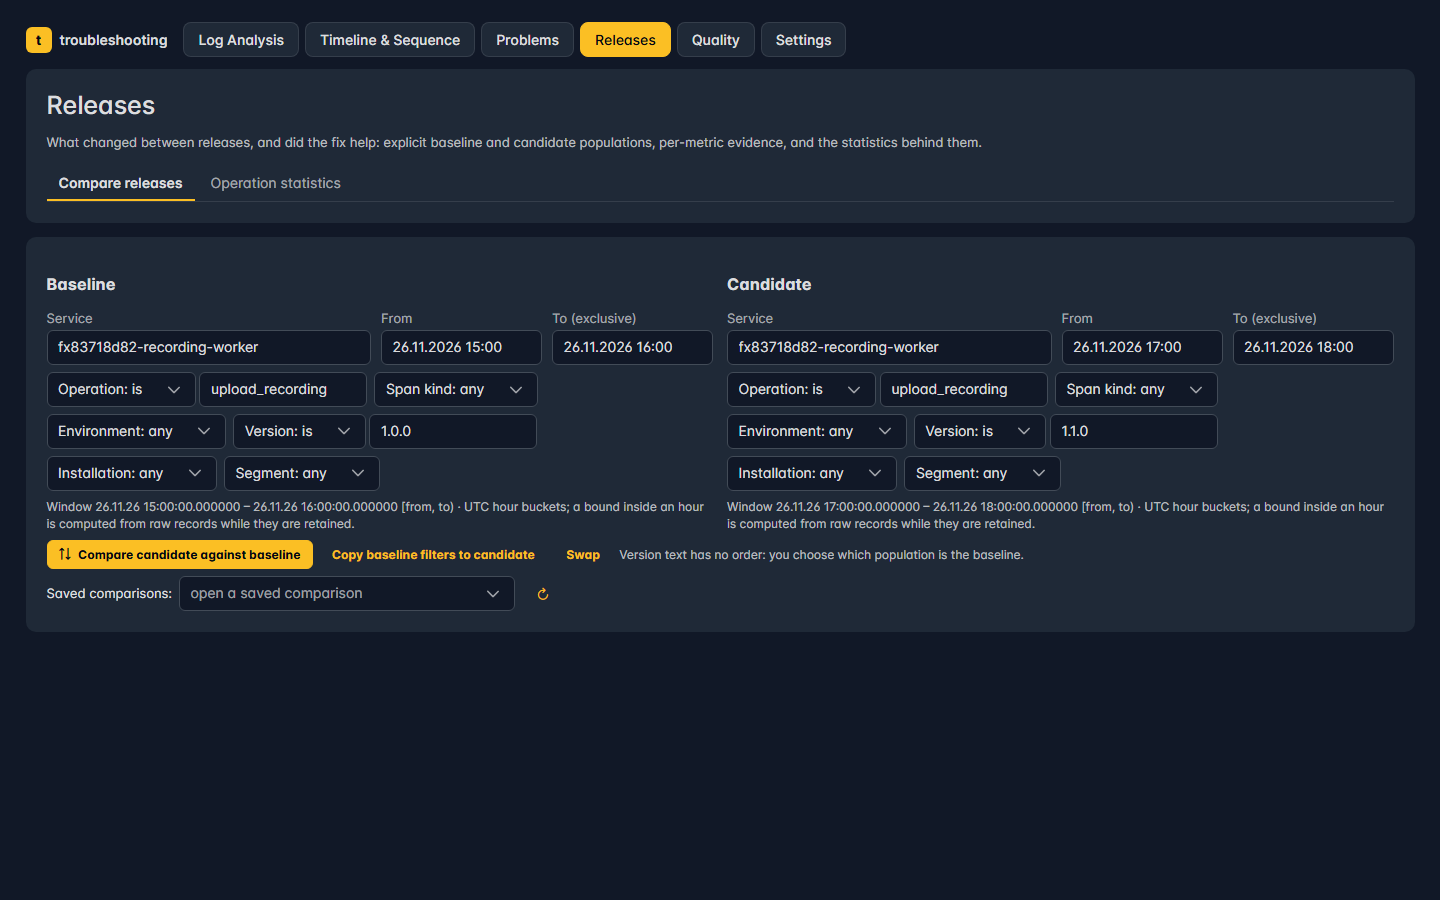 t troubleshooting Log Analysis Timeline & Sequence Problems Releases Quality Settings
Releases
What changed between releases, and did the fix help: explicit baseline and candidate populations, per-metric evidence, and the statistics behind them.
Compare releases Operation statistics
Baseline
Service From To (exclusive)
fx83718d82-recording-worker 26.11.2026 15:00 26.11.2026 16:00
Operation: is upload_recording Span kind: any
Environment: any Version: is 1.0.0
Installation: any Segment: any
Window 26.11.26 15:00:00.000000 – 26.11.26 16:00:00.000000 [from, to) · UTC hour buckets; a bound inside an hour
is computed from raw records while they are retained.
Candidate
Service From To (exclusive)
fx83718d82-recording-worker 26.11.2026 17:00 26.11.2026 18:00
Operation: is upload_recording Span kind: any
Environment: any Version: is 1.1.0
Installation: any Segment: any
Window 26.11.26 17:00:00.000000 – 26.11.26 18:00:00.000000 [from, to) · UTC hour buckets; a bound inside an hour
is computed from raw records while they are retained.
Compare candidate against baseline Copy baseline filters to candidate Swap Version text has no order: you choose which population is the baseline.
Saved comparisons: open a saved comparison